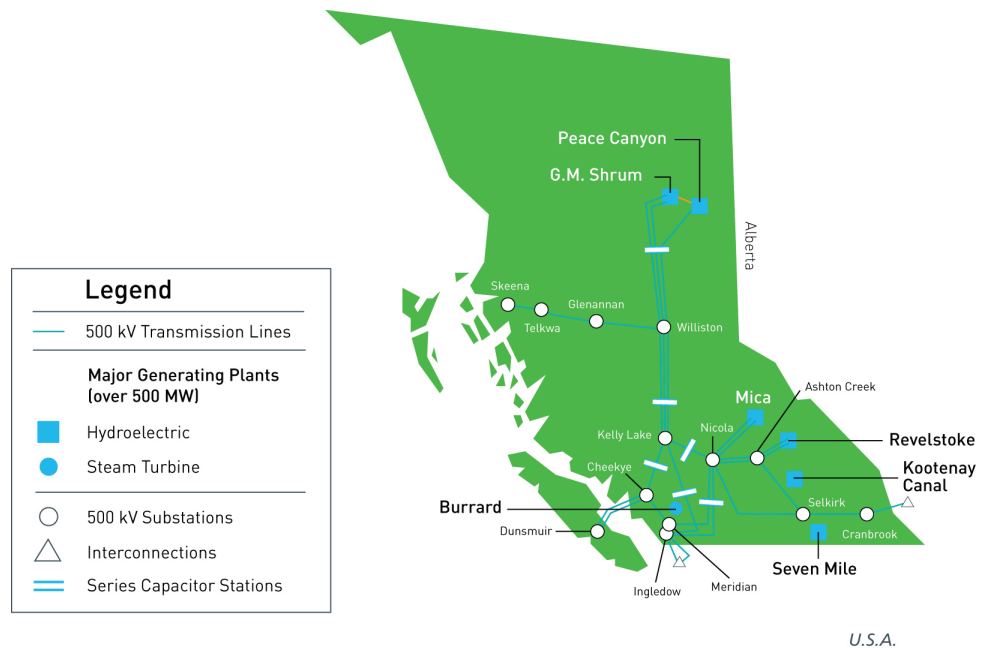 Peace Canyon
G.M. Shrum
Alberta
Skeena
Telkwa
Glenannan
Williston
Legend
500 kV Transmission Lines
Major Generating Plants
(over 500 MW)
Hydroelectric
Steam Turbine
500 kV Substations
Interconnections
Series Capacitor Stations
Ashton Creek
Mica
Nicola
Kelly Lake
Revelstoke
Cheekye
Kootenay
Canal
Burrard
Selkirk
Dunsmuir
Cranbrook
Seven Mile
Meridian
Ingledow
U.S.A.